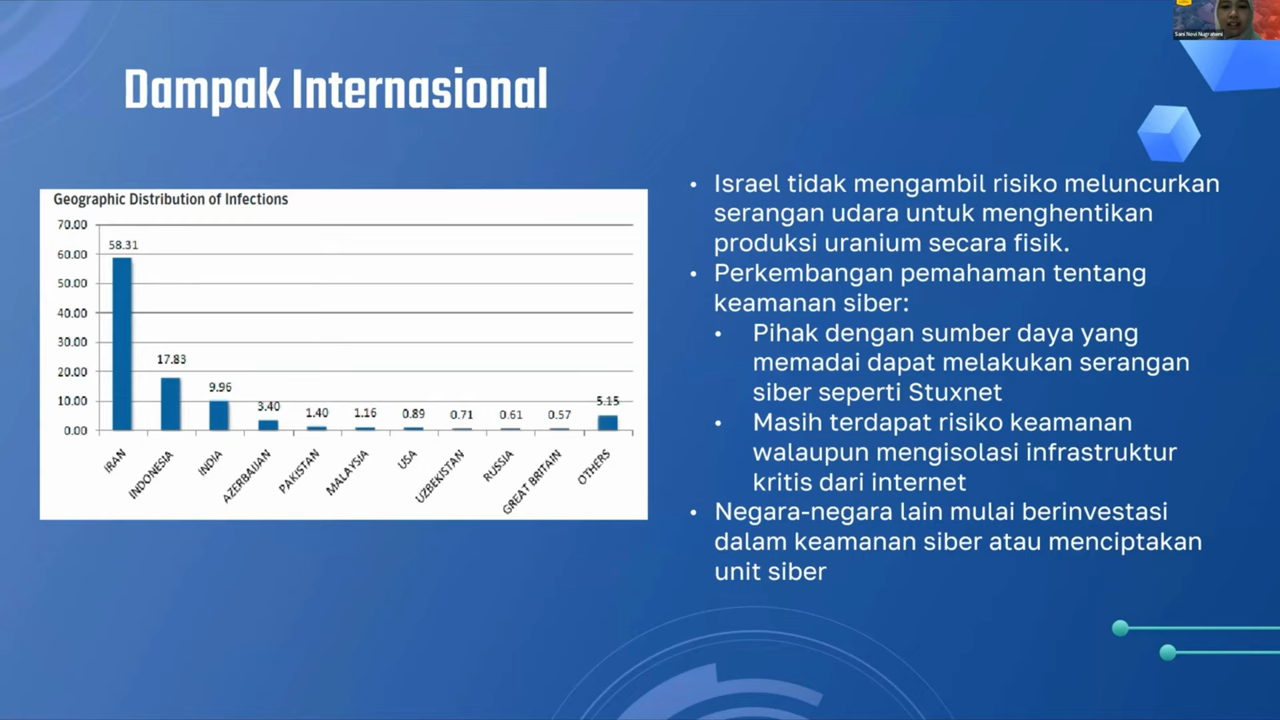 Sani Novi Nugraheni
Dampak Internasional
Geographic Distribution of Infections
70.00
60.00
50.00
40.00
30.00
20.00
10.00
0.00
58.31
17.83
9.96
3.40
1.40
1.16
0.89
0.71
0.61
0.57
5.15
IRAN
INDONESIA
INDIA
AZERBAIJAN
PAKISTAN
MALAYSIA
USA
UZBEKISTAN
RUSSIA
GREAT BRITAIN
OTHERS
• Israel tidak mengambil risiko meluncurkan
serangan udara untuk menghentikan
produksi uranium secara fisik.
• Perkembangan pemahaman tentang
keamanan siber:
• Pihak dengan sumber daya yang
memadai dapat melakukan serangan
siber seperti Stuxnet
• Masih terdapat risiko keamanan
walaupun mengisolasi infrastruktur
kritis dari internet
• Negara-negara lain mulai berinvestasi
dalam keamanan siber atau menciptakan
unit siber